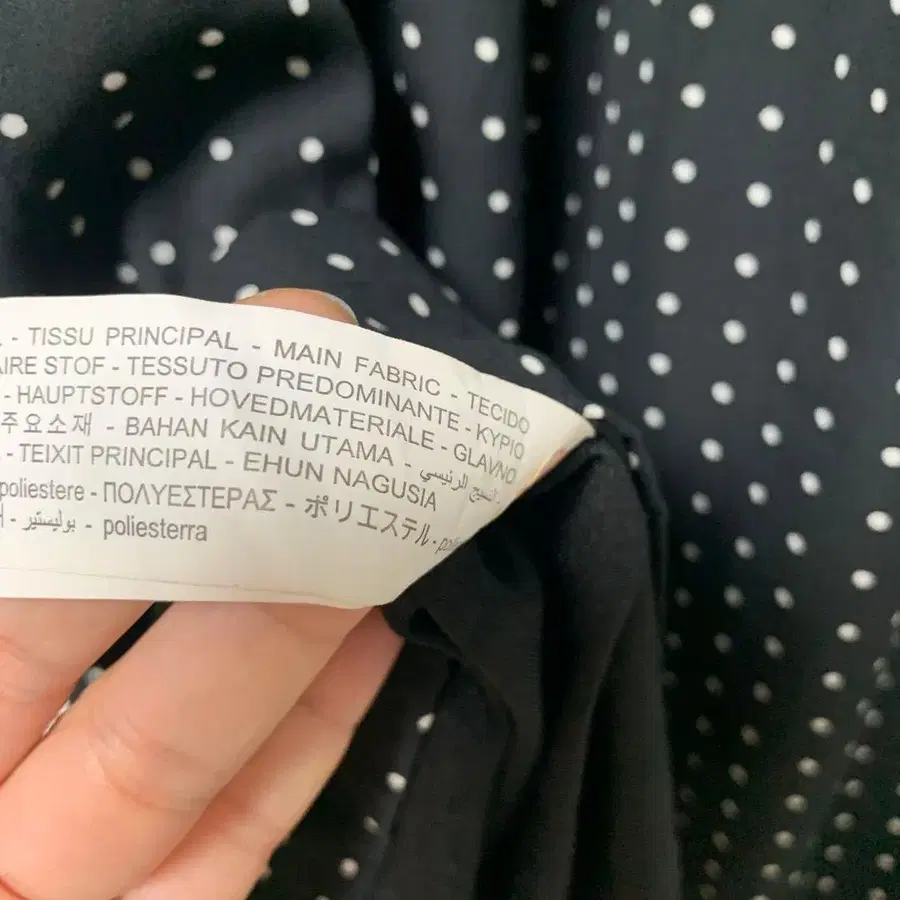 - TISSU PRINCIPAL - MAIN FABRIC - TECIDO
AIRE STOF - TESSUTO PREDOMINANTE - KYPIO
- HAUPTSTOFF - HOVEDMATERIALE - GLAVNO
주요소재 - BAHAN KAIN UTAMA - النسيج الرئيسي
- TEIXIT PRINCIPAL - EHUN NAGUSIA
poliestere - ΠΟΛΥΕΣΤΕΡΑΣ - ポリエステル -
- بوليستير - poliesterra